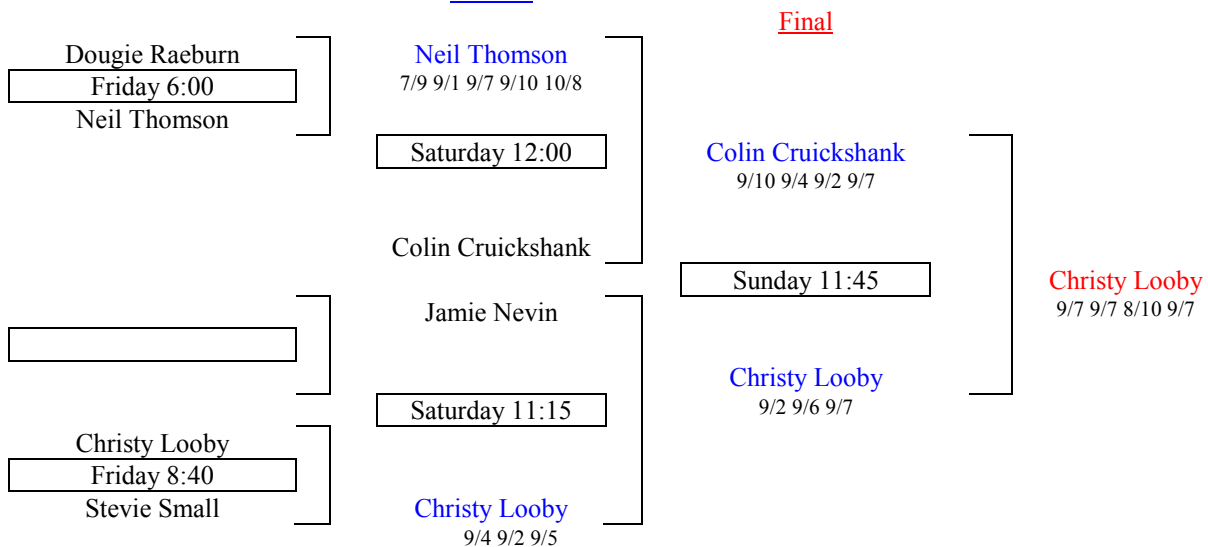 Final
Dougie Raeburn
Friday 6:00
Neil Thomson
Neil Thomson
7/9 9/1 9/7 9/10 10/8
Saturday 12:00
Colin Cruickshank
Colin Cruickshank
9/10 9/4 9/2 9/7
Sunday 11:45
Christy Looby
9/7 9/7 8/10 9/7
Jamie Nevin
Saturday 11:15
Christy Looby
9/2 9/6 9/7
Christy Looby
Friday 8:40
Stevie Small
Christy Looby
9/4 9/2 9/5